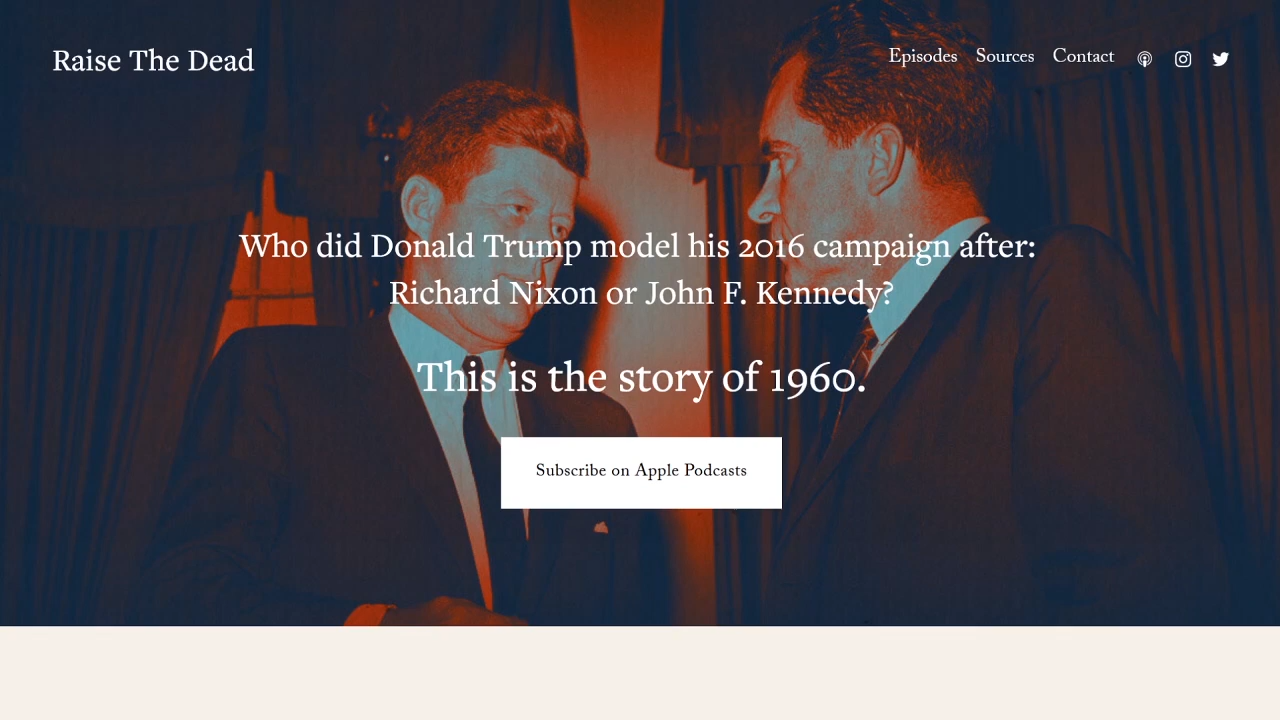 Raise The Dead
Episodes Sources Contact
Who did Donald Trump model his 2016 campaign after:
Richard Nixon or John F. Kennedy?
This is the story of 1960.
Subscribe on Apple Podcasts